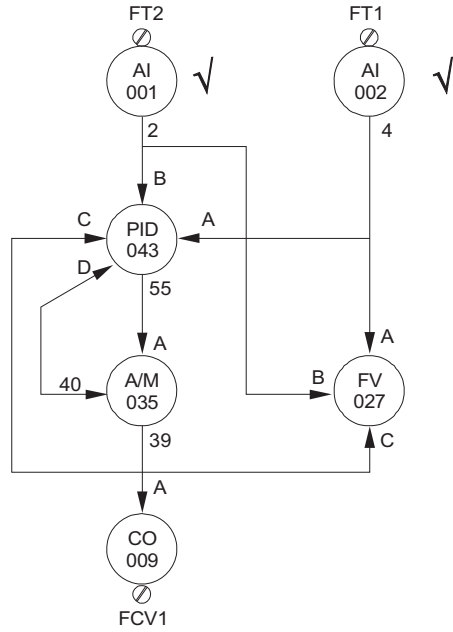 FT2 FT1
AI
001
√
AI
002
√
2 4
B
C A
PID
043
D
55
A A
40
A/M
035
B
FV
027
39 C
A
CO
009
FCV1